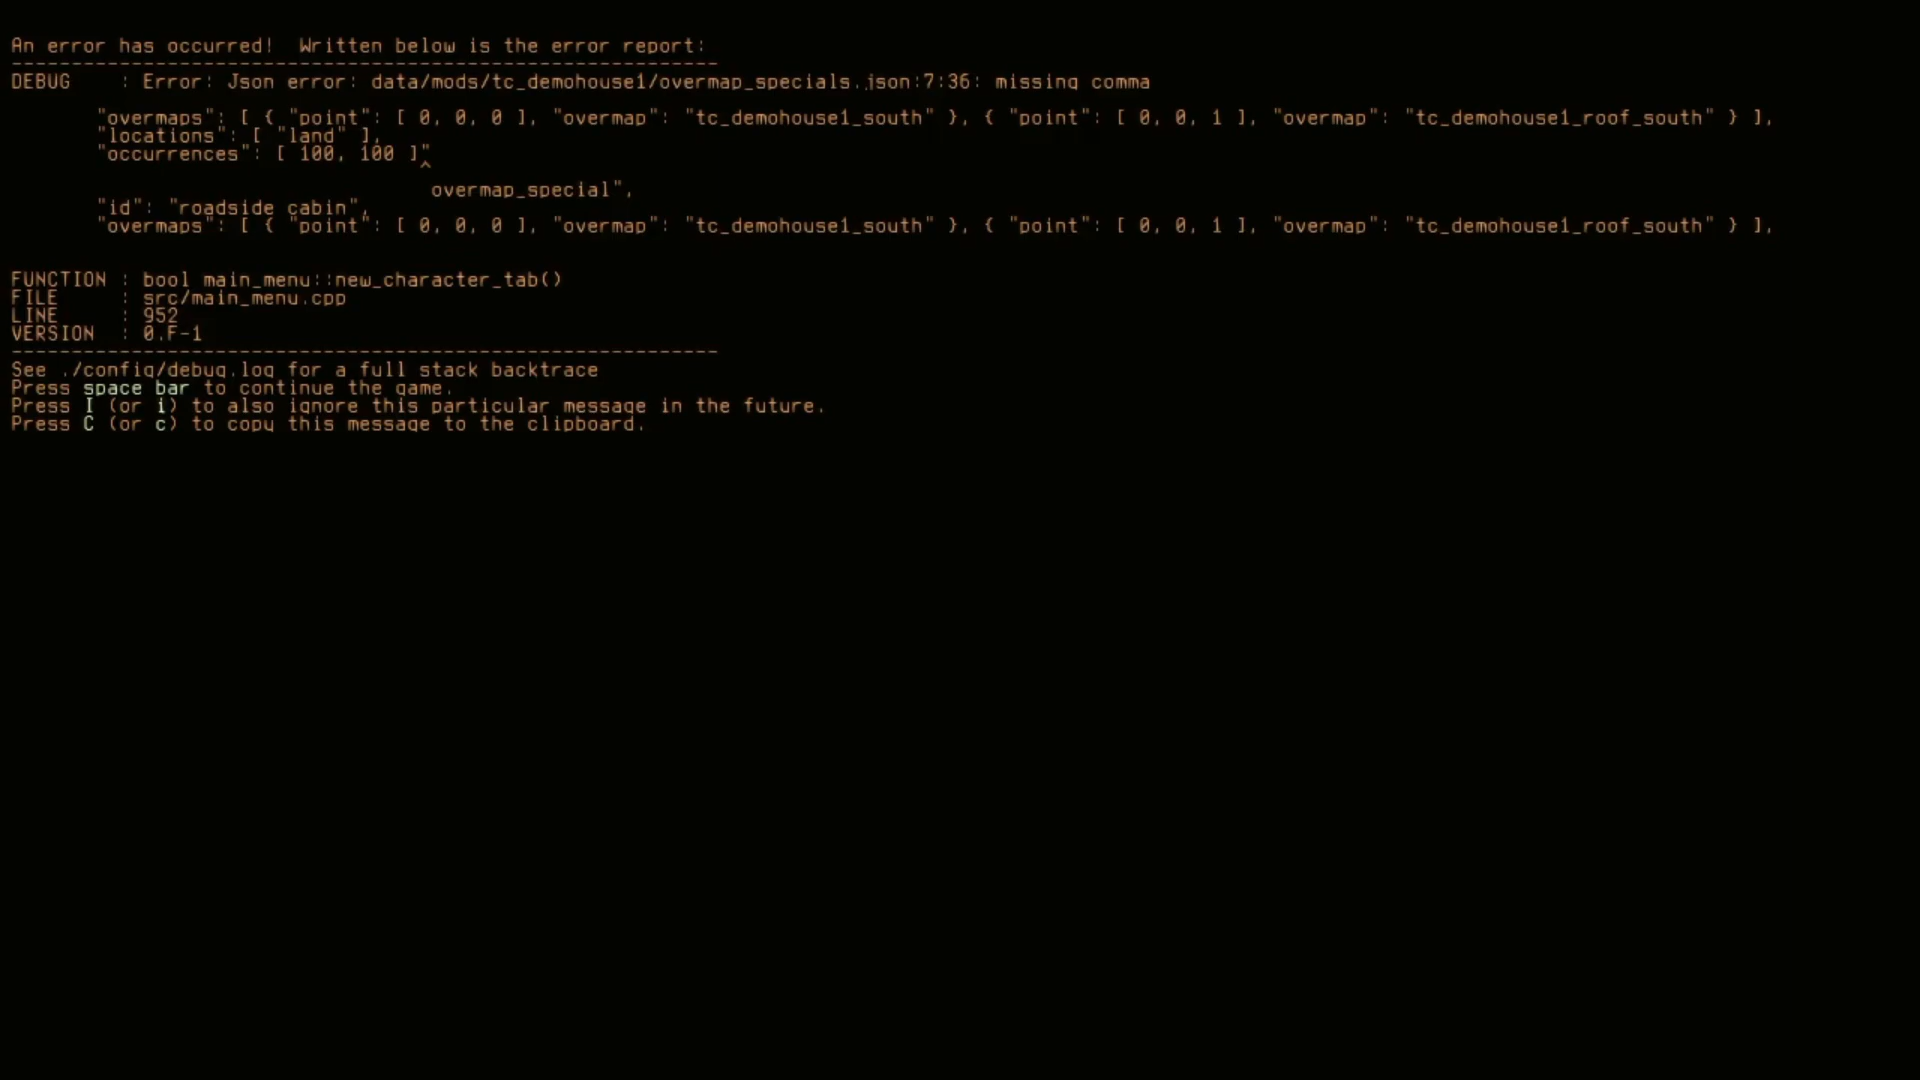 An error has occurred!  Written below is the error report:
-----------------------------------------------------------
DEBUG    : Error: Json error: data/mods/tc_demohouse1/overmap_specials.json:7:36: missing comma
"overmaps": [ { "point": [ 0, 0, 0 ], "overmap": "tc_demohouse1_south" }, { "point": [ 0, 0, 1 ], "overmap": "tc_demohouse1_roof_south" } ],
"locations": [ "land" ],
"occurrences": [ 100, 100 ]"
^
overmap_special",
"id": "roadside cabin",
"overmaps": [ { "point": [ 0, 0, 0 ], "overmap": "tc_demohouse1_south" }, { "point": [ 0, 0, 1 ], "overmap": "tc_demohouse1_roof_south" } ],
FUNCTION : bool main_menu::new_character_tab()
FILE     : src/main_menu.cpp
LINE     : 952
VERSION  : 0.F-1
-----------------------------------------------------------
See ./config/debug.log for a full stack backtrace
Press space bar to continue the game.
Press I (or i) to also ignore this particular message in the future.
Press C (or c) to copy this message to the clipboard.